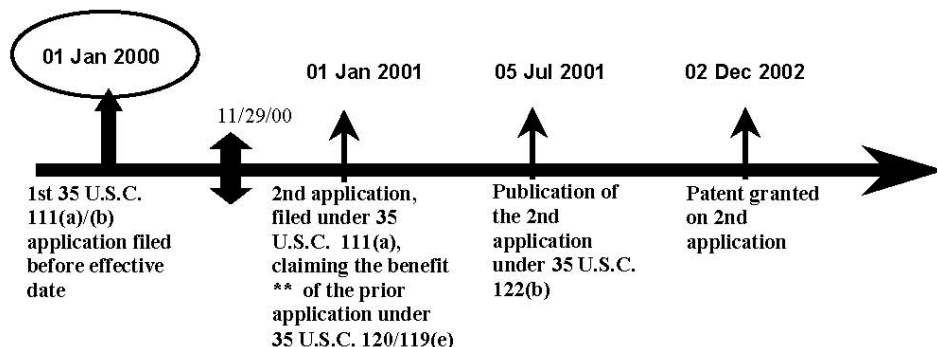 01 Jan 2000
01 Jan 2001
05 Jul 2001
02 Dec 2002
11/29/00
1st 35 U.S.C.
111(a)/(b)
application filed
before effective
date
2nd application,
filed under 35
U.S.C. 111(a),
claiming the benefit
** of the prior
application under
35 U.S.C. 120/119(e)
Publication of
the 2nd
application
under 35 U.S.C.
122(b)
Patent granted
on 2nd
application